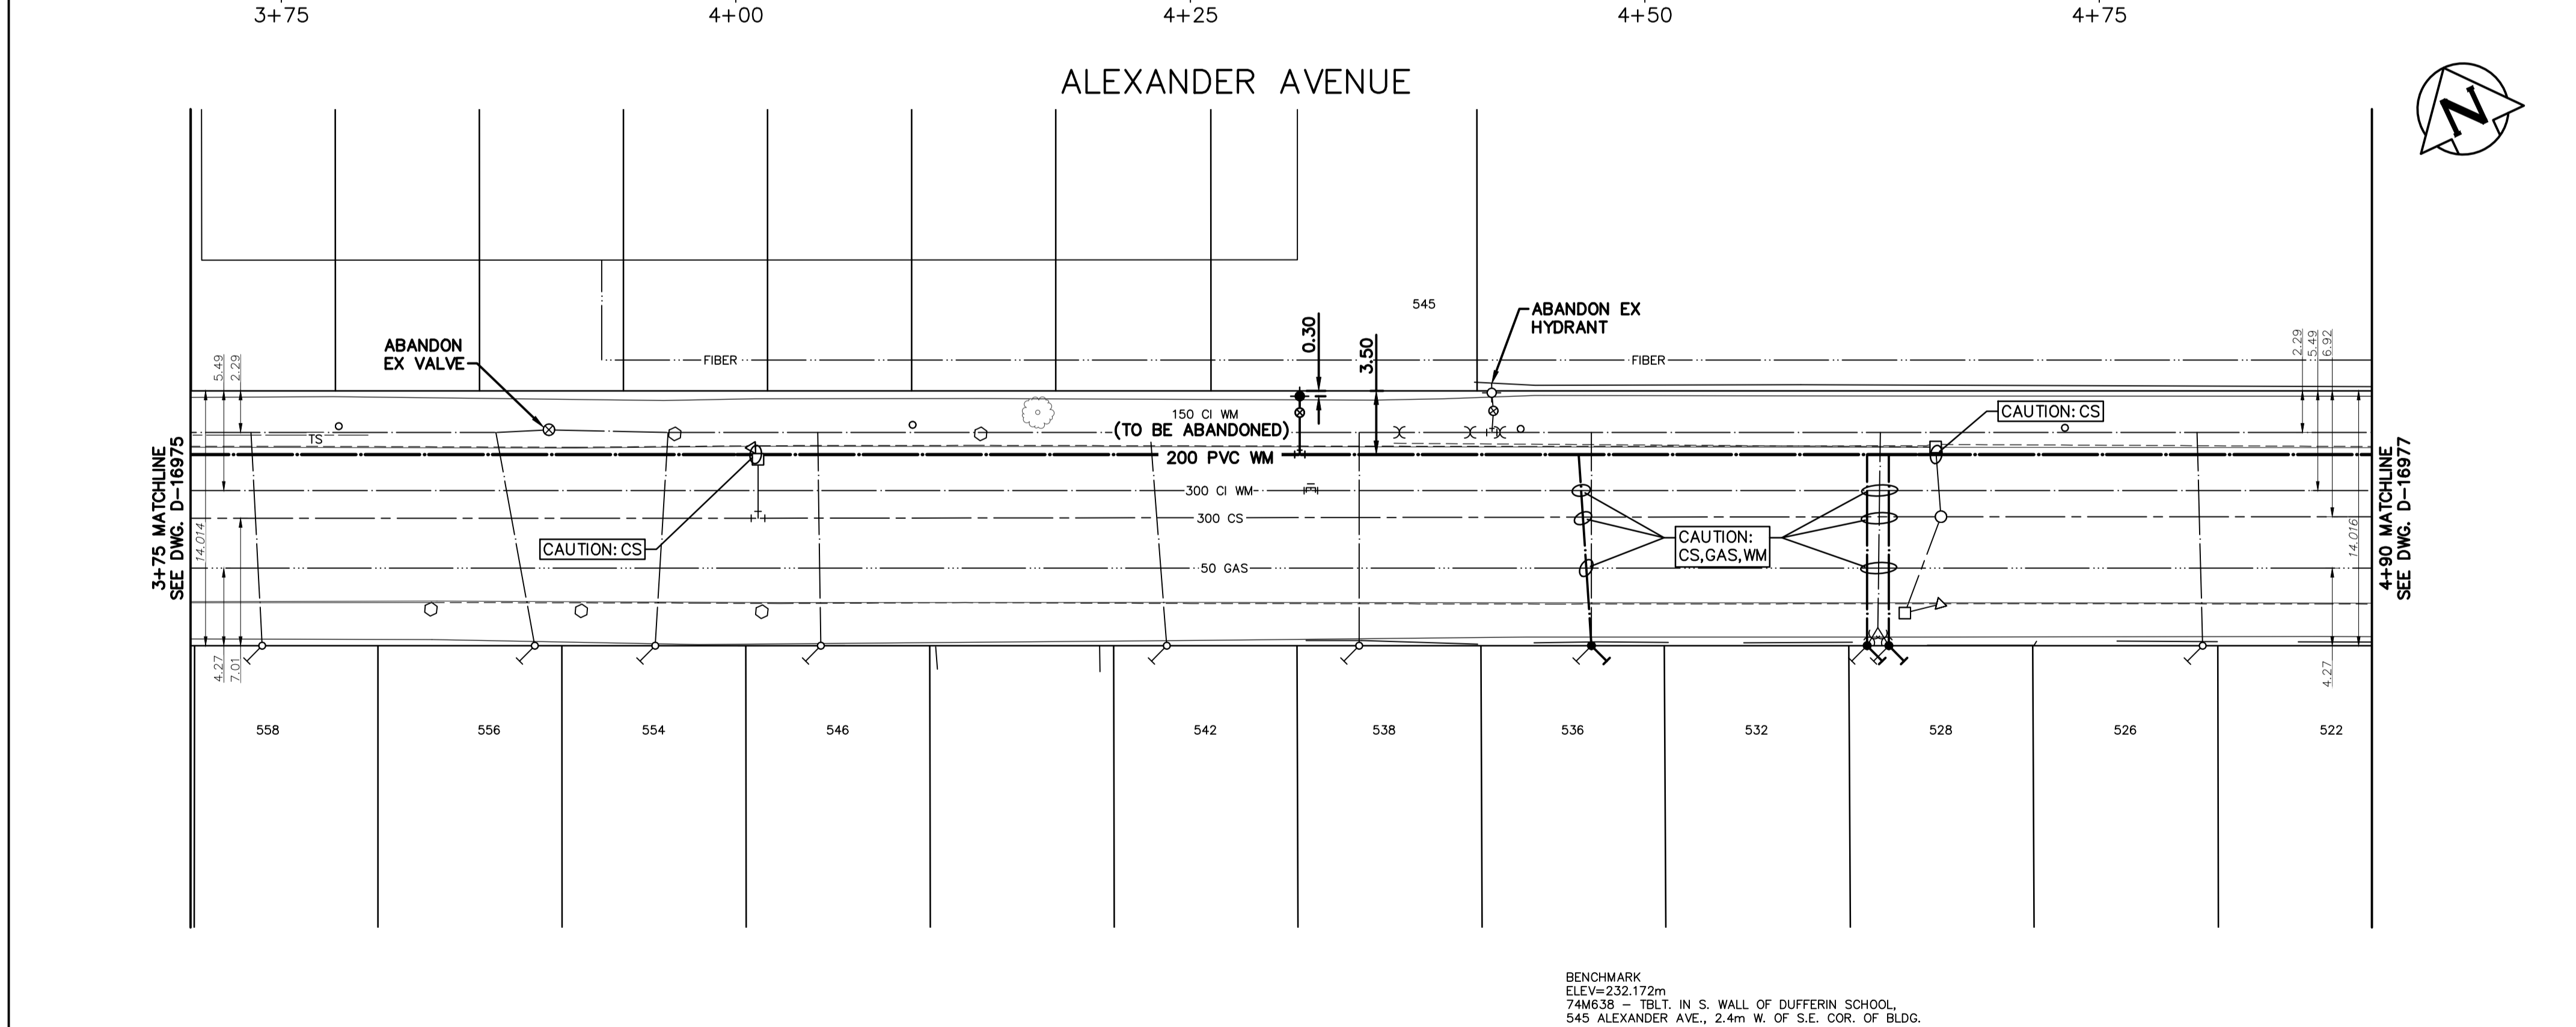 3+75
4+00
4+25
4+50
4+75
ALEXANDER AVENUE
N
545
ABANDON EX
HYDRANT
0.30
3.50
ABANDON
EX VALVE
FIBER
FIBER
5.49
2.29
2.29
5.49
6.92
CAUTION: CS
150 CI WM
(TO BE ABANDONED)
TS
200 PVC WM
300 CI WM
300 CS
50 GAS
3+75 MATCHLINE
SEE DWG. D-16975
14.014
CAUTION: CS
CAUTION:
CS,GAS,WM
14.016
4+90 MATCHLINE
SEE DWG. D-16977
4.27
7.01
4.27
558
556
554
546
542
538
536
532
528
526
522
BENCHMARK
ELEV=232.172m
74M638 – TBLT. IN S. WALL OF DUFFERIN SCHOOL,
545 ALEXANDER AVE., 2.4m W. OF S.E. COR. OF BLDG.